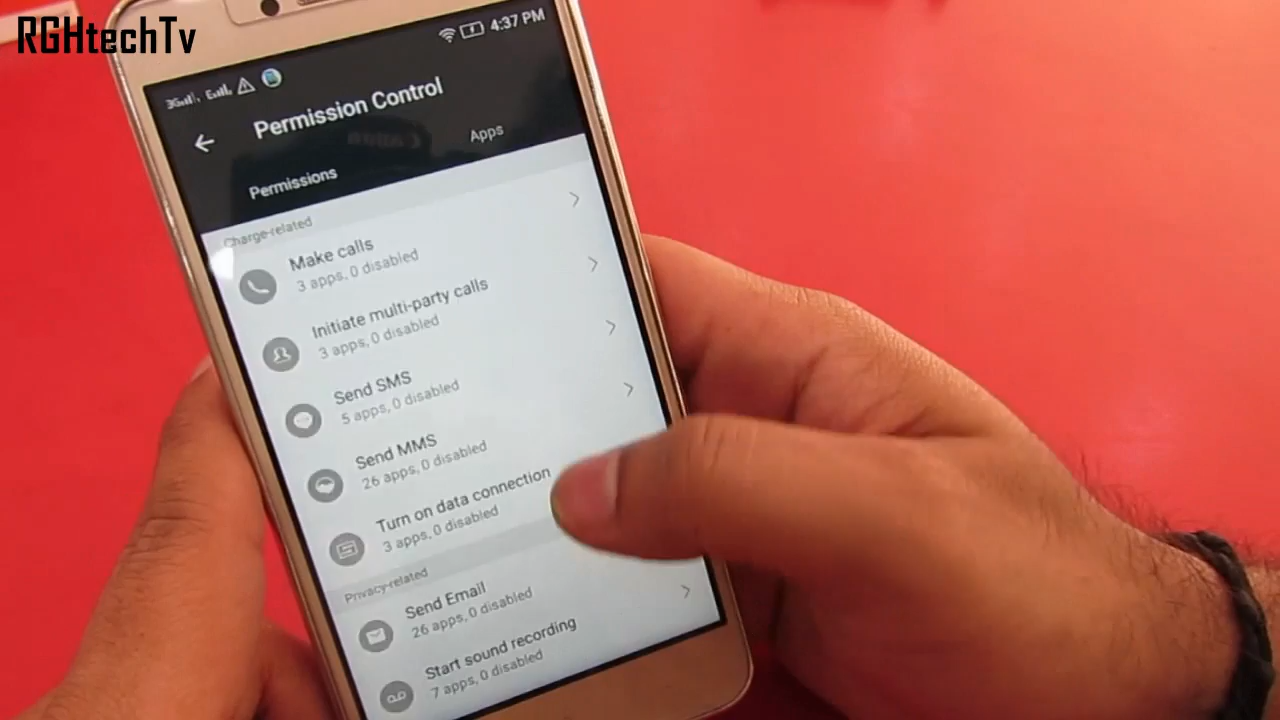 RGHtechTv
4:37 PM
Permission Control
Permissions
Apps
Charge-related
Make calls
3 apps, 0 disabled
Initiate multi-party calls
3 apps, 0 disabled
Send SMS
5 apps, 0 disabled
Send MMS
26 apps, 0 disabled
Turn on data connection
3 apps, 0 disabled
Privacy-related
Send Email
26 apps, 0 disabled
Start sound recording
7 apps, 0 disabled